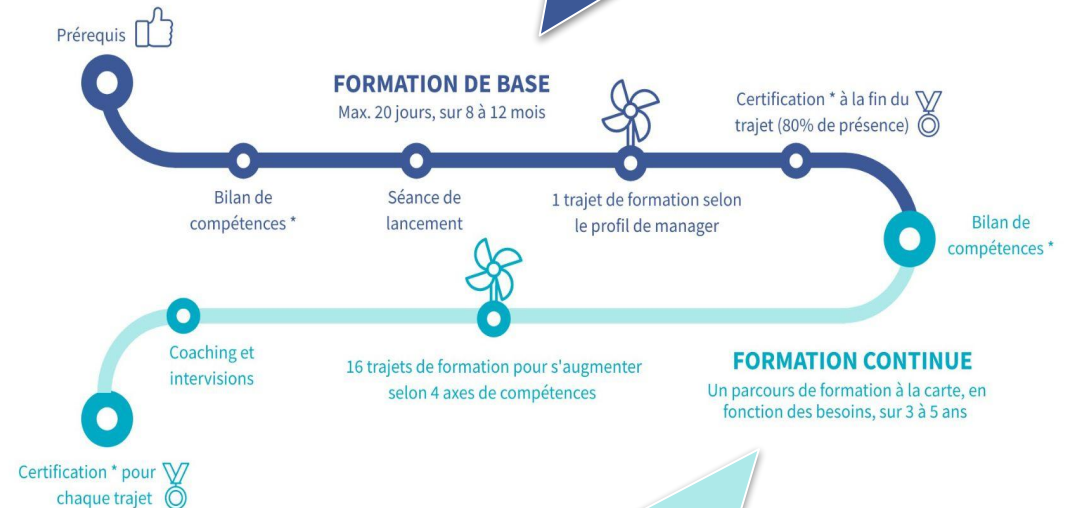 Prérequis
FORMATION DE BASE
Max. 20 jours, sur 8 à 12 mois
Certification * à la fin du
trajet (80% de présence)
Bilan de
compétences *
Séance de
lancement
1 trajet de formation selon
le profil de manager
Bilan de
compétences *
Coaching et
intervisions
16 trajets de formation pour s'augmenter
selon 4 axes de compétences
FORMATION CONTINUE
Un parcours de formation à la carte, en
fonction des besoins, sur 3 à 5 ans
Certification * pour
chaque trajet